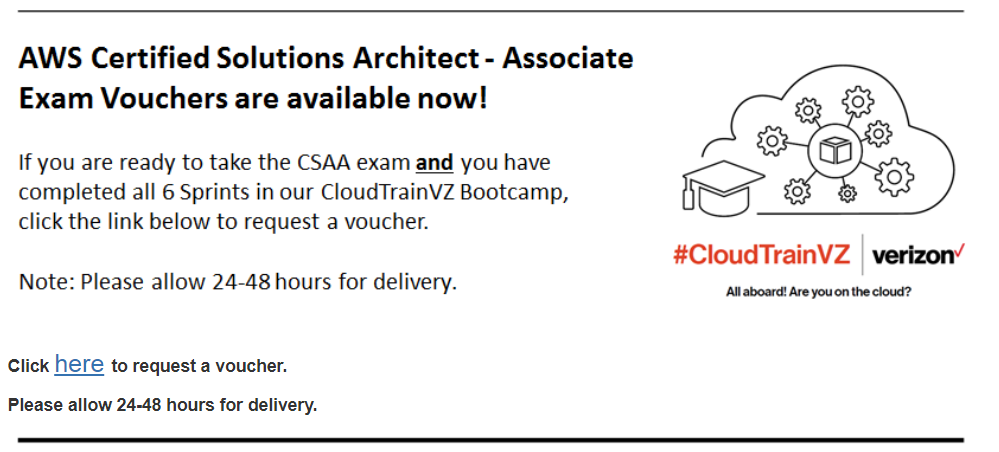 AWS Certified Solutions Architect - Associate
Exam Vouchers are available now!
If you are ready to take the CSAA exam and you have
completed all 6 Sprints in our CloudTrainVZ Bootcamp,
click the link below to request a voucher.
Note: Please allow 24-48 hours for delivery.
#CloudTrainVZ verizon✓
All aboard! Are you on the cloud?
Click here to request a voucher.
Please allow 24-48 hours for delivery.